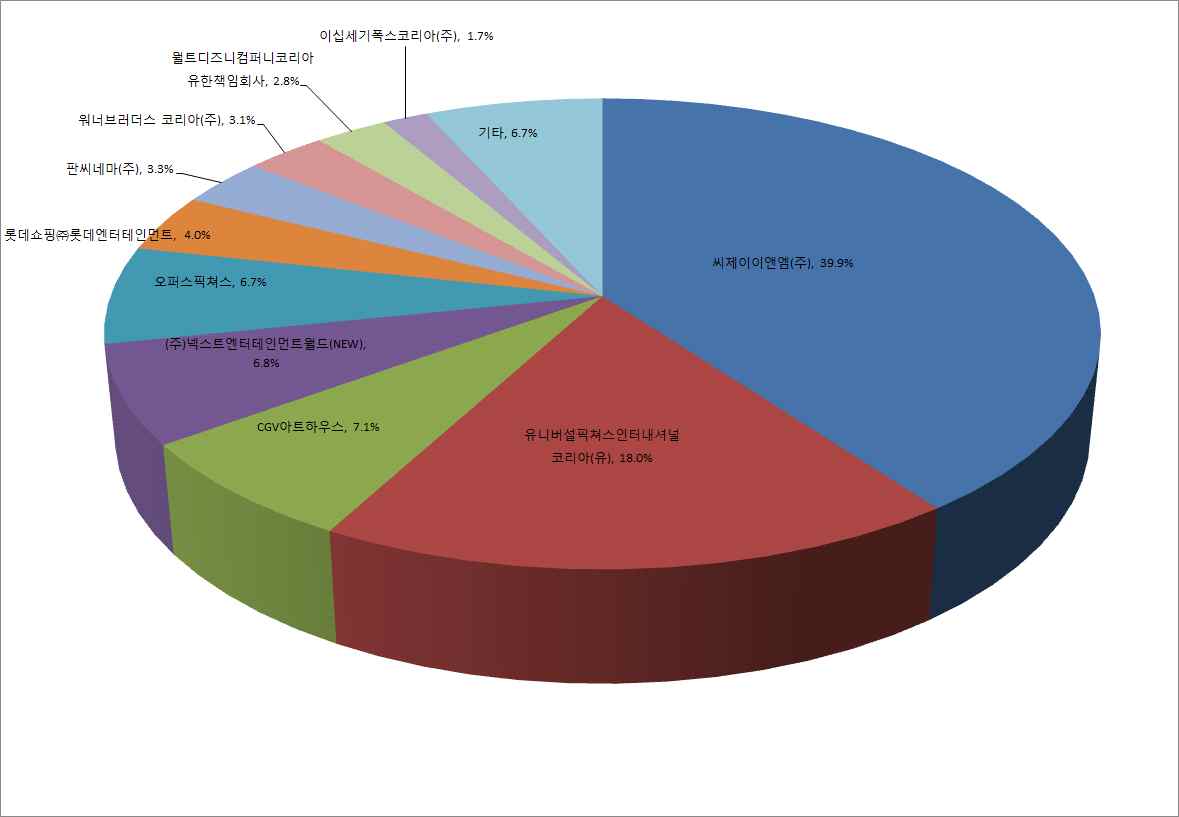 이십세기폭스코리아(주), 1.7%
월트디즈니컴퍼니코리아
유한책임회사, 2.8%
워너브러더스 코리아(주), 3.1%
판씨네마(주), 3.3%
롯데쇼핑㈜롯데엔터테인먼트, 4.0%
오퍼스픽쳐스, 6.7%
(주)넥스트엔터테인먼트월드(NEW),
6.8%
CGV아트하우스, 7.1%
유니버설픽쳐스인터내셔널
코리아(유), 18.0%
씨제이이앤엠(주), 39.9%
기타, 6.7%